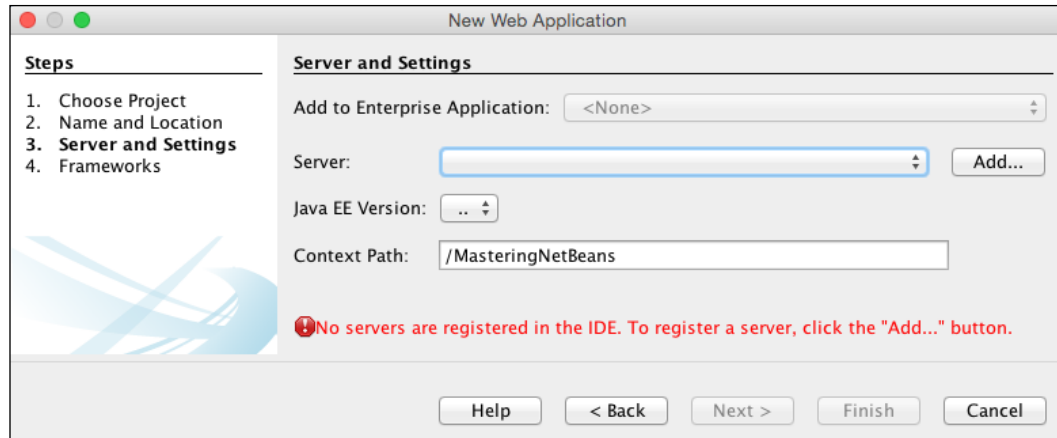 New Web Application
Steps
1. Choose Project
2. Name and Location
3. Server and Settings
4. Frameworks
Server and Settings
Add to Enterprise Application: <None>
Server: Add...
Java EE Version: ..
Context Path: /MasteringNetBeans
No servers are registered in the IDE. To register a server, click the "Add..." button.
Help < Back Next > Finish Cancel